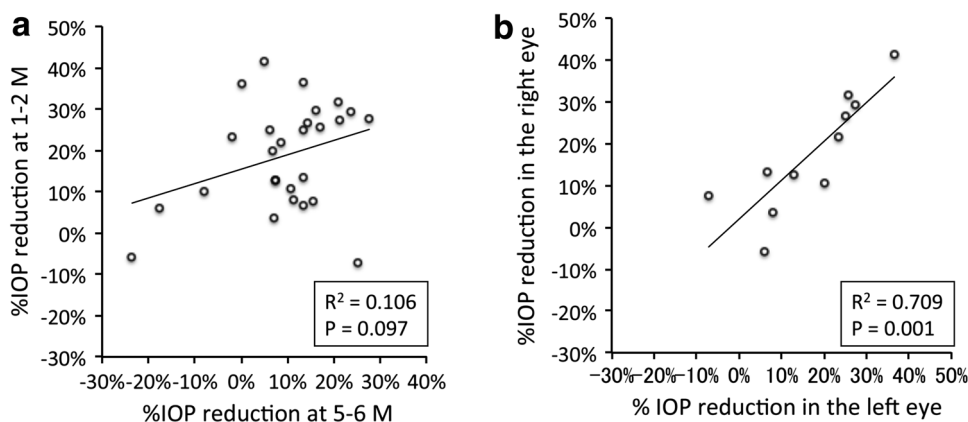 a
50%
40%
30%
20%
10%
0%
-10%
-20%
-30%
%IOP reduction at 1-2 M
R² = 0.106
P = 0.097
-30%-20%-10% 0% 10% 20% 30% 40%
%IOP reduction at 5-6 M
b
50%
40%
30%
20%
10%
0%
-10%
-20%
-30%
%IOP reduction in the right eye
R² = 0.709
P = 0.001
−30%−20%−10% 0% 10% 20% 30% 40% 50%
% IOP reduction in the left eye